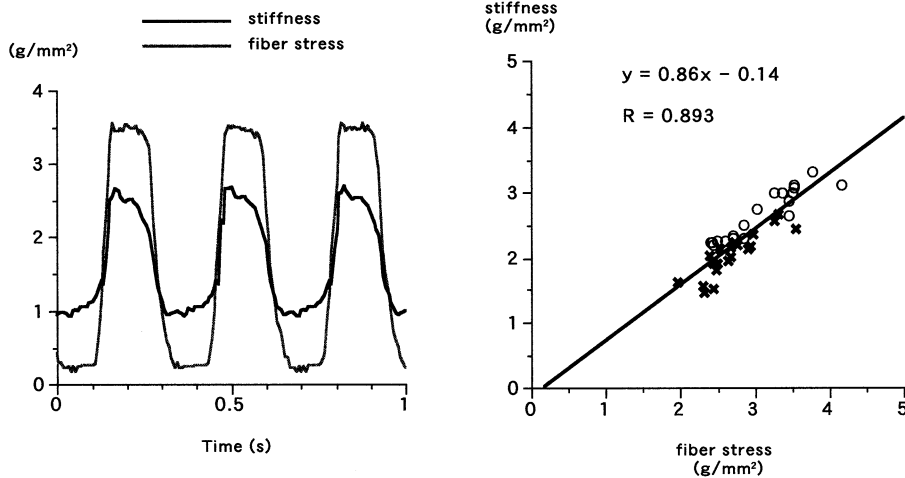 stiffness
fiber stress
(g/mm²)
4
3
2
1
0
0
0.5
1
Time (s)
stiffness
(g/mm²)
y = 0.86x − 0.14
R = 0.893
5
4
3
2
1
0
0
1
2
3
4
5
fiber stress
(g/mm²)